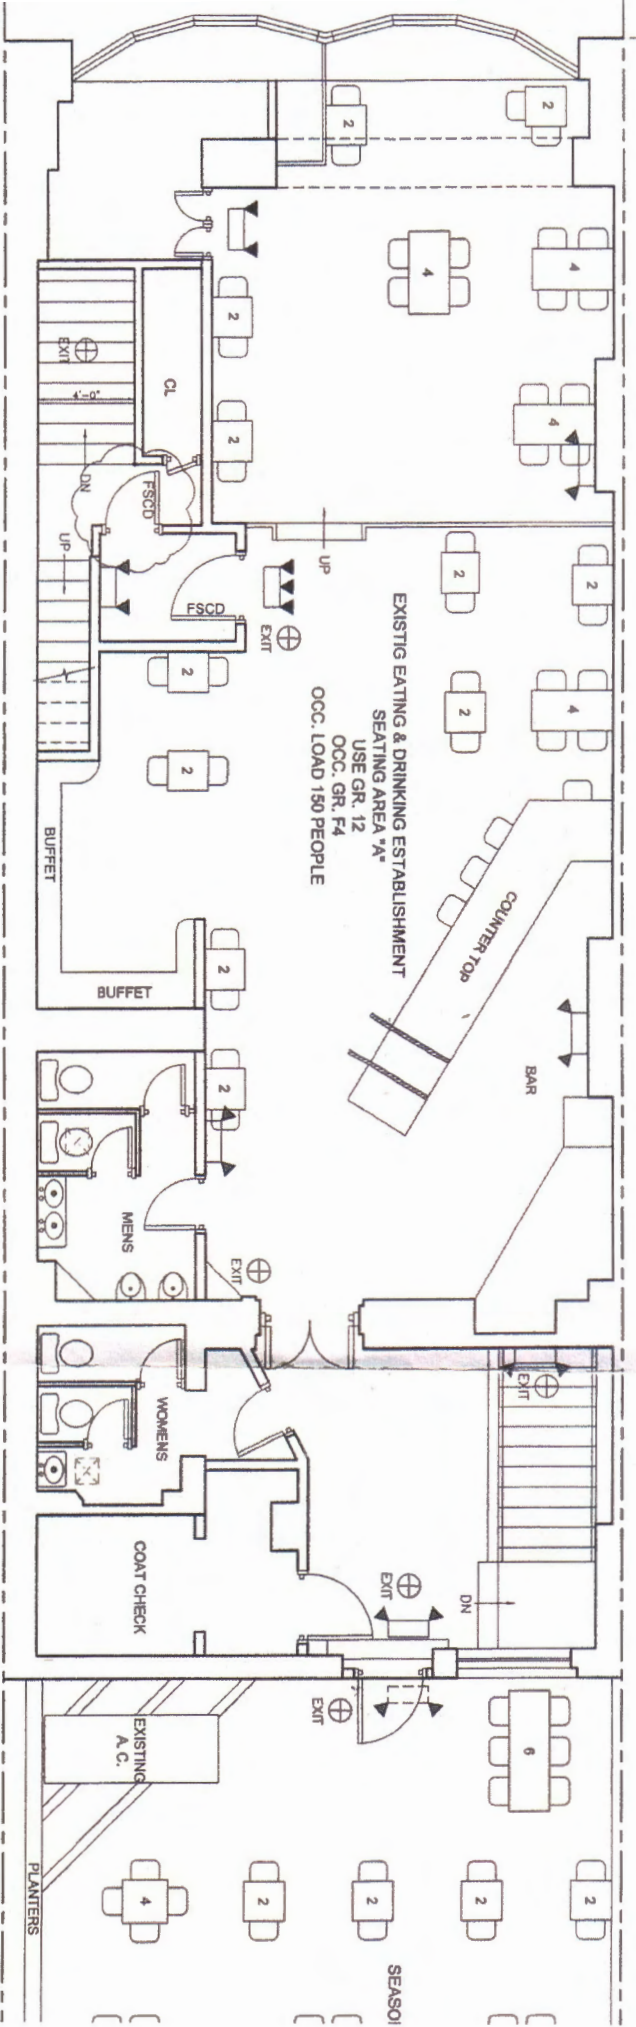 2
2
4
4
2
2
4
EXIT
4'-0"
CL
DN
FSCD
UP
UP
FSCD
EXIT
2
2
2
4
2
2
EXISTIG EATING & DRINKING ESTABLISHMENT
SEATING AREA "A"
USE GR. 12
OCC. GR. F4
OCC. LOAD 150 PEOPLE
BUFFET
BUFFET
COUNTER TOP
BAR
2
2
MENS
EXIT
WOMENS
EXIT
COAT CHECK
EXIT
DN
EXIT
EXISTING
A.C.
6
PLANTERS
4
2
2
2
2